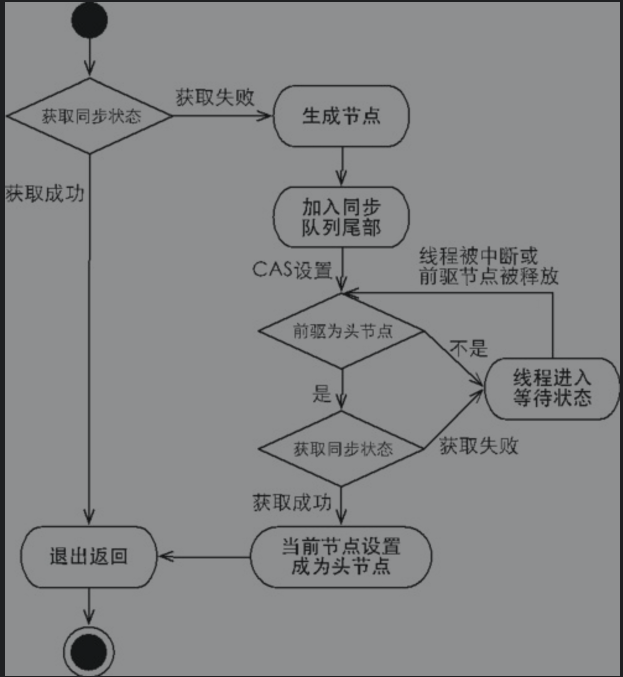 获取同步状态
获取失败
生成节点
获取成功
加入同步
队列尾部
CAS设置
线程被中断或
前驱节点被释放
前驱为头节点
不是
线程进入
等待状态
是
获取同步状态
获取失败
获取成功
退出返回
当前节点设置
成为头节点